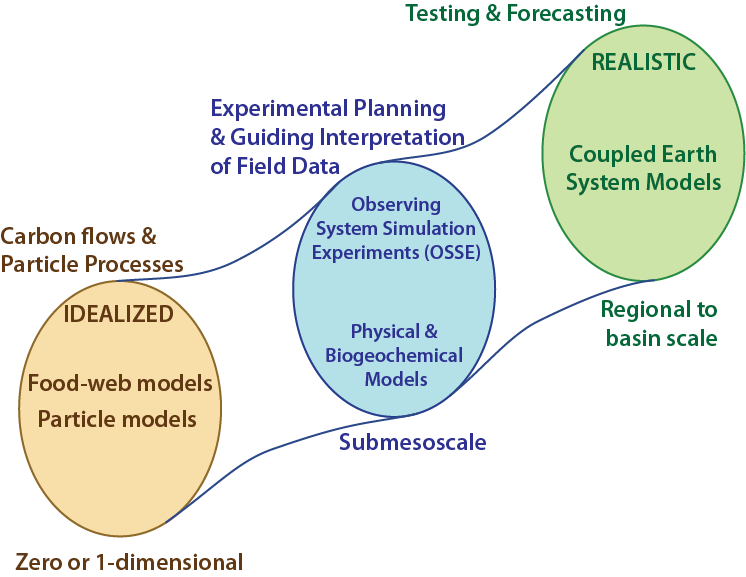 Testing & Forecasting
REALISTIC
Coupled Earth
System Models
Regional to
basin scale
Experimental Planning
& Guiding Interpretation
of Field Data
Observing
System Simulation
Experiments (OSSE)
Physical &
Biogeochemical
Models
Submesoscale
Carbon flows &
Particle Processes
IDEALIZED
Food-web models
Particle models
Zero or 1-dimensional